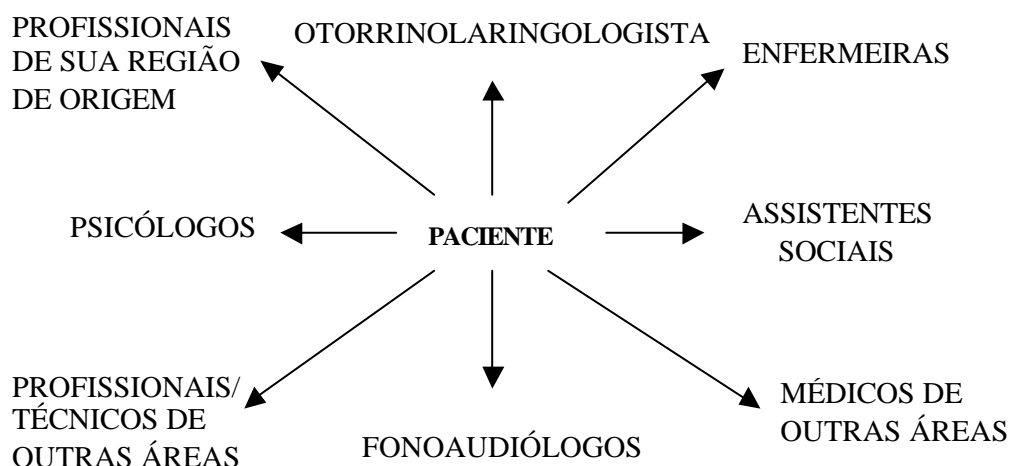 PROFISSIONAIS
DE SUA REGIÃO
DE ORIGEM
OTORRINOLARINGOLOGISTA
ENFERMEIRAS
PSICÓLOGOS
PACIENTE
ASSISTENTES
SOCIAIS
PROFISSIONAIS/
TÉCNICOS DE
OUTRAS ÁREAS
FONOAUDIÓLOGOS
MÉDICOS DE
OUTRAS ÁREAS